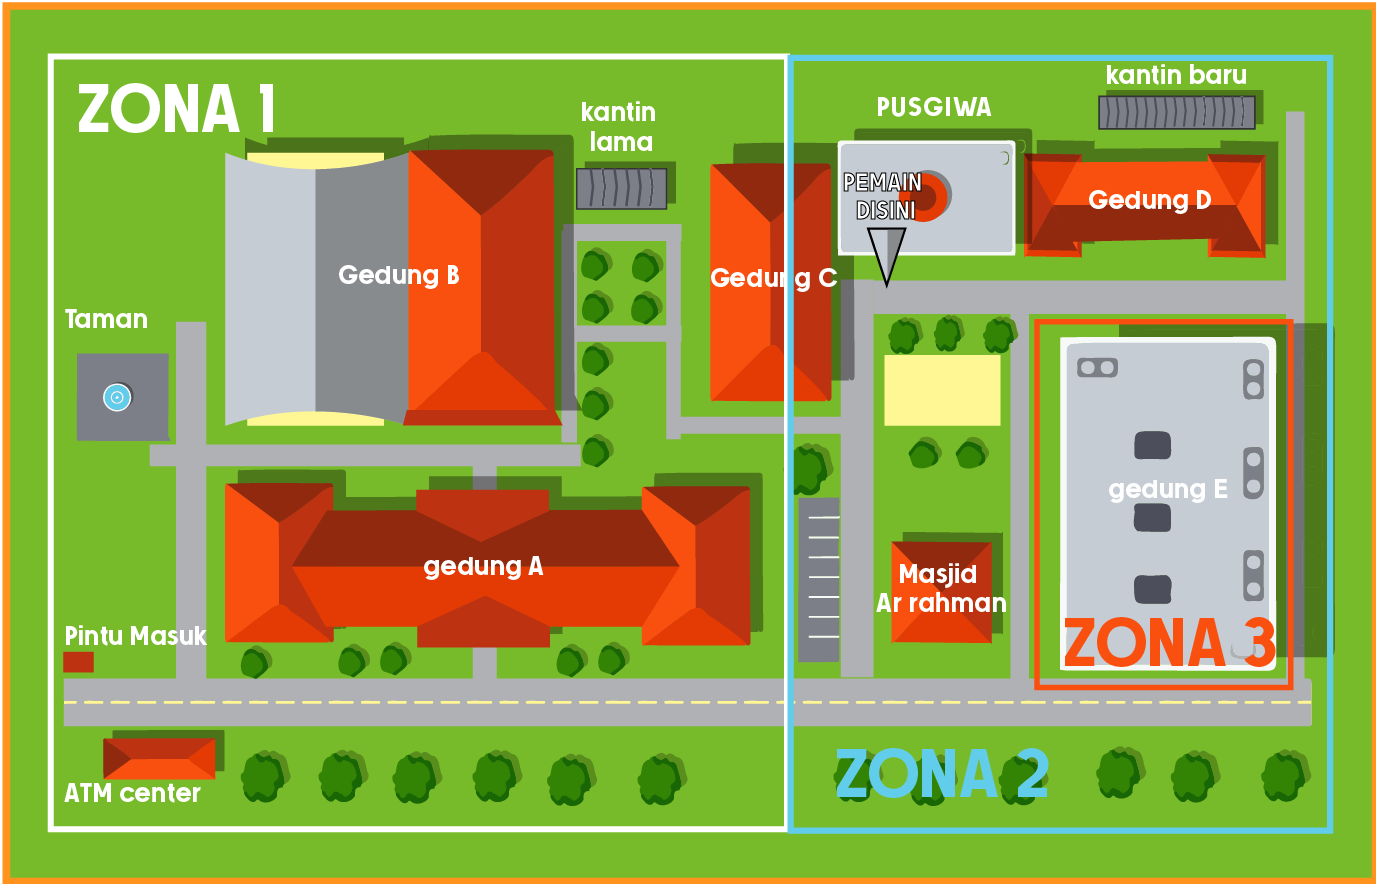 ZONA 1
kantin
lama
PUSGIWA
kantin baru
PEMAIN
DISINI
Gedung D
Gedung B
Gedung C
Taman
gedung E
gedung A
Masjid
Ar rahman
Pintu Masuk
ZONA 3
ZONA 2
ATM center